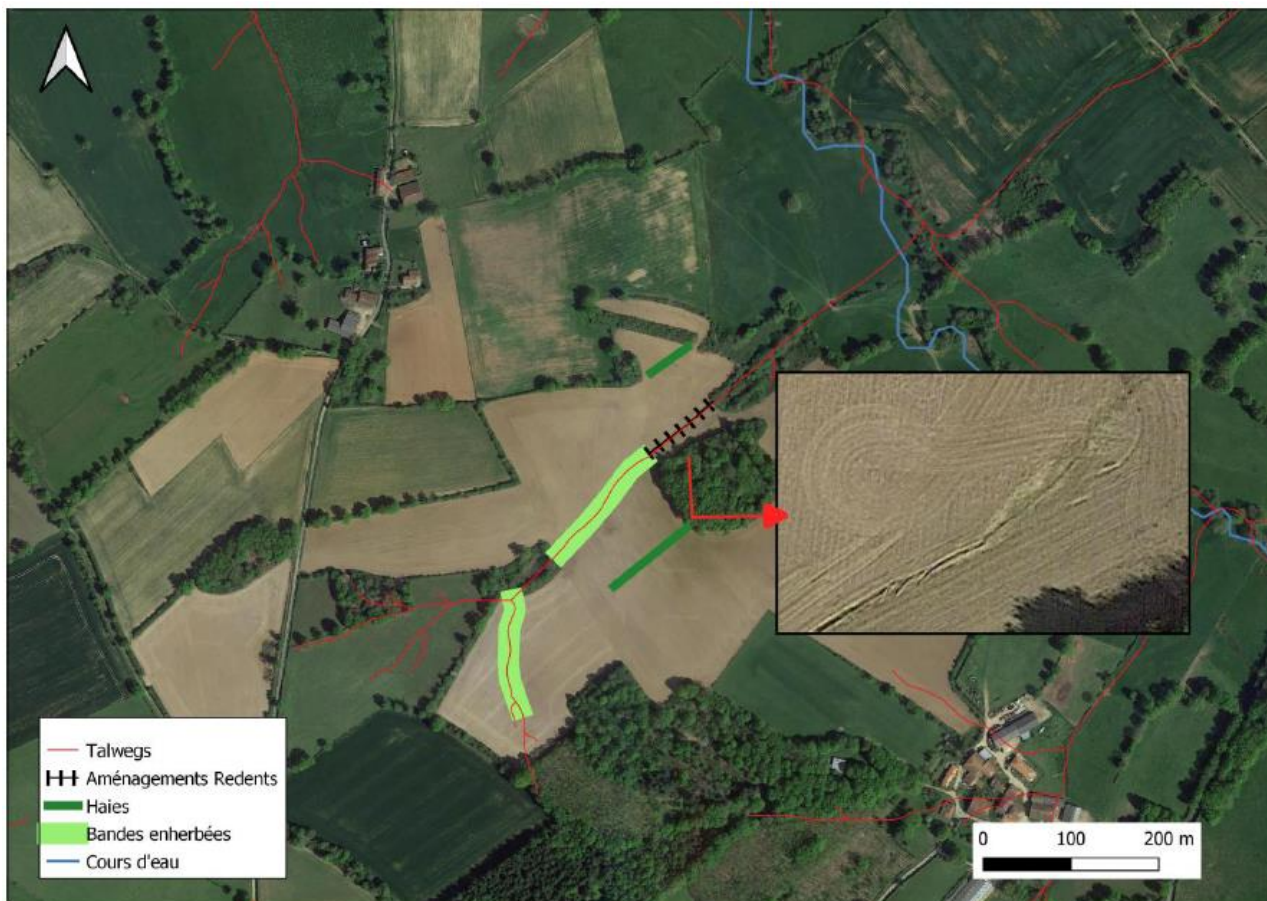 Talwegs
Aménagements Redents
Haies
Bandes enherbées
Cours d'eau
0 100 200 m